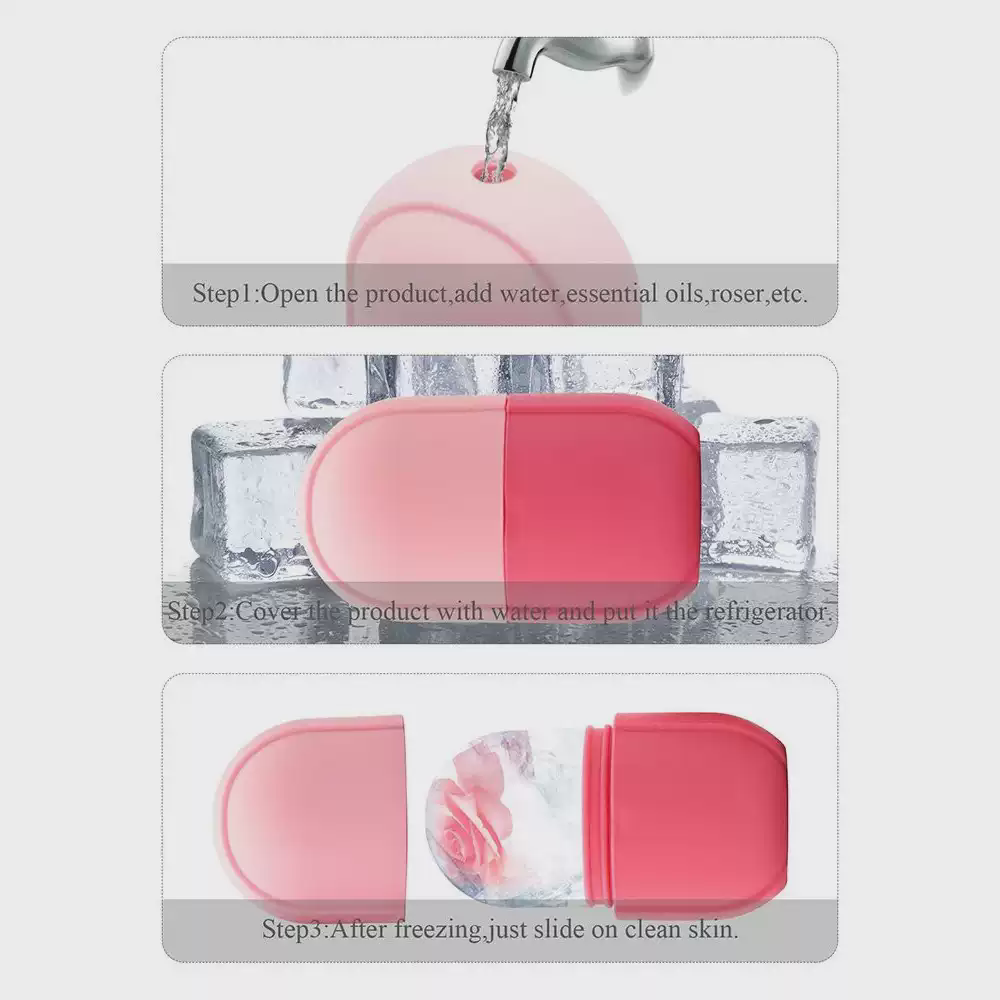 Step1:Open the product,add water,essential oils,roser,etc.
Step2:Cover the product with water and put it the refrigerator.
Step3:After freezing,just slide on clean skin.